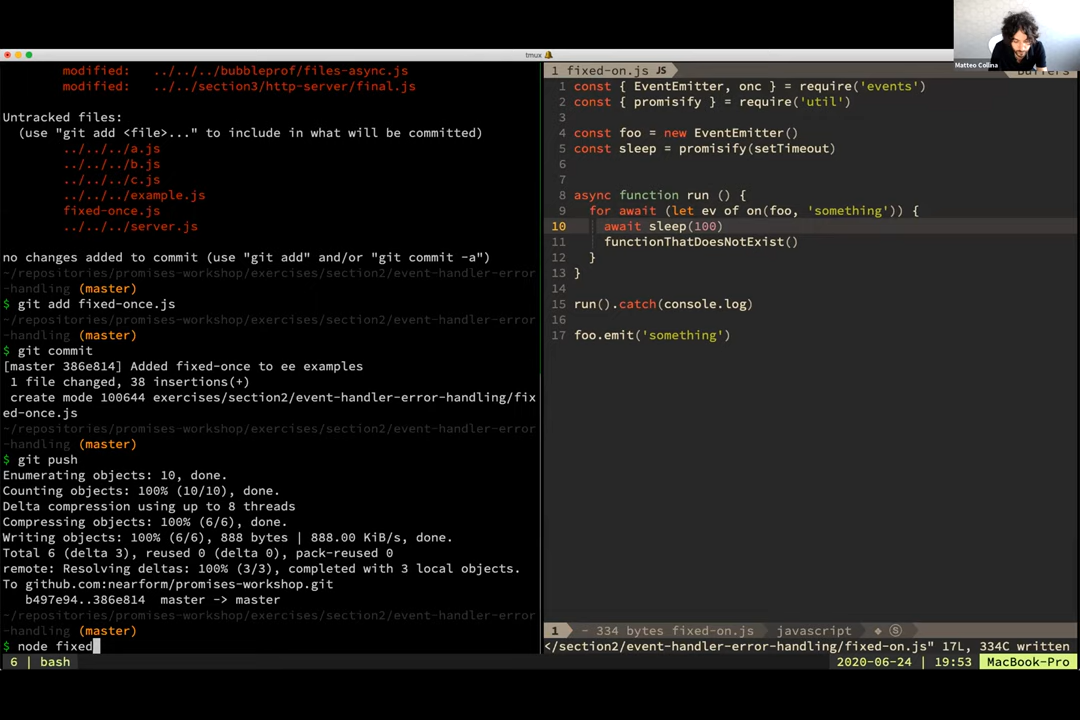 tmux
Matteo Collina
modified:   ../../../bubbleprof/files-async.js
modified:   ../../../section3/http-server/final.js
Untracked files:
(use "git add <file>..." to include in what will be committed)
../../../a.js
../../../b.js
../../../c.js
../../../example.js
fixed-once.js
../../../server.js
no changes added to commit (use "git add" and/or "git commit -a")
~/repositories/promises-workshop/exercises/section2/event-handler-error
-handling (master)
$ git add fixed-once.js
~/repositories/promises-workshop/exercises/section2/event-handler-error
-handling (master)
$ git commit
[master 386e814] Added fixed-once to ee examples
1 file changed, 38 insertions(+)
create mode 100644 exercises/section2/event-handler-error-handling/fix
ed-once.js
~/repositories/promises-workshop/exercises/section2/event-handler-error
-handling (master)
$ git push
Enumerating objects: 10, done.
Counting objects: 100% (10/10), done.
Delta compression using up to 8 threads
Compressing objects: 100% (6/6), done.
Writing objects: 100% (6/6), 888 bytes | 888.00 KiB/s, done.
Total 6 (delta 3), reused 0 (delta 0), pack-reused 0
remote: Resolving deltas: 100% (3/3), completed with 3 local objects.
To github.com:nearform/promises-workshop.git
b497e94..386e814  master -> master
~/repositories/promises-workshop/exercises/section2/event-handler-error
-handling (master)
$ node fixed
6 | bash
1 fixed-on.js JS
1 const { EventEmitter, onc } = require('events')
2 const { promisify } = require('util')
3
4 const foo = new EventEmitter()
5 const sleep = promisify(setTimeout)
6
7
8 async function run () {
9 for await (let ev of on(foo, 'something')) {
10 await sleep(100)
11 functionThatDoesNotExist()
12 }
13 }
14
15 run().catch(console.log)
16
17 foo.emit('something')
1 - 334 bytes fixed-on.js javascript ◆ Ⓢ
</section2/event-handler-error-handling/fixed-on.js" 17L, 334C written
2020-06-24 | 19:53 MacBook-Pro